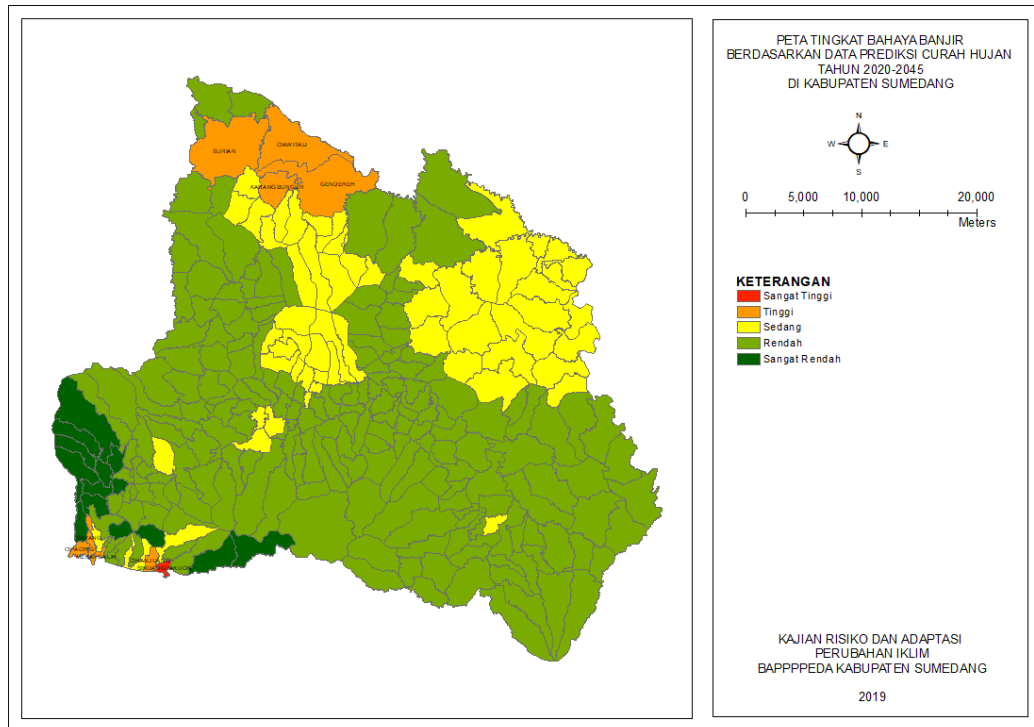 PETA TINGKAT BAHAYA BANJIR
BERDASARKAN DATA PREDIKSI CURAH HUJAN
TAHUN 2020-2045
DI KABUPATEN SUMEDANG
N
W E
S
0 5,000 10,000 20,000
Meters
KETERANGAN
Sangat Tinggi
Tinggi
Sedang
Rendah
Sangat Rendah
KAJIAN RISIKO DAN ADAPTASI
PERUBAHAN IKLIM
BAPPPPEDA KABUPATEN SUMEDANG
2019
SURIAN
KARANGBUNGUR
GENDEREH